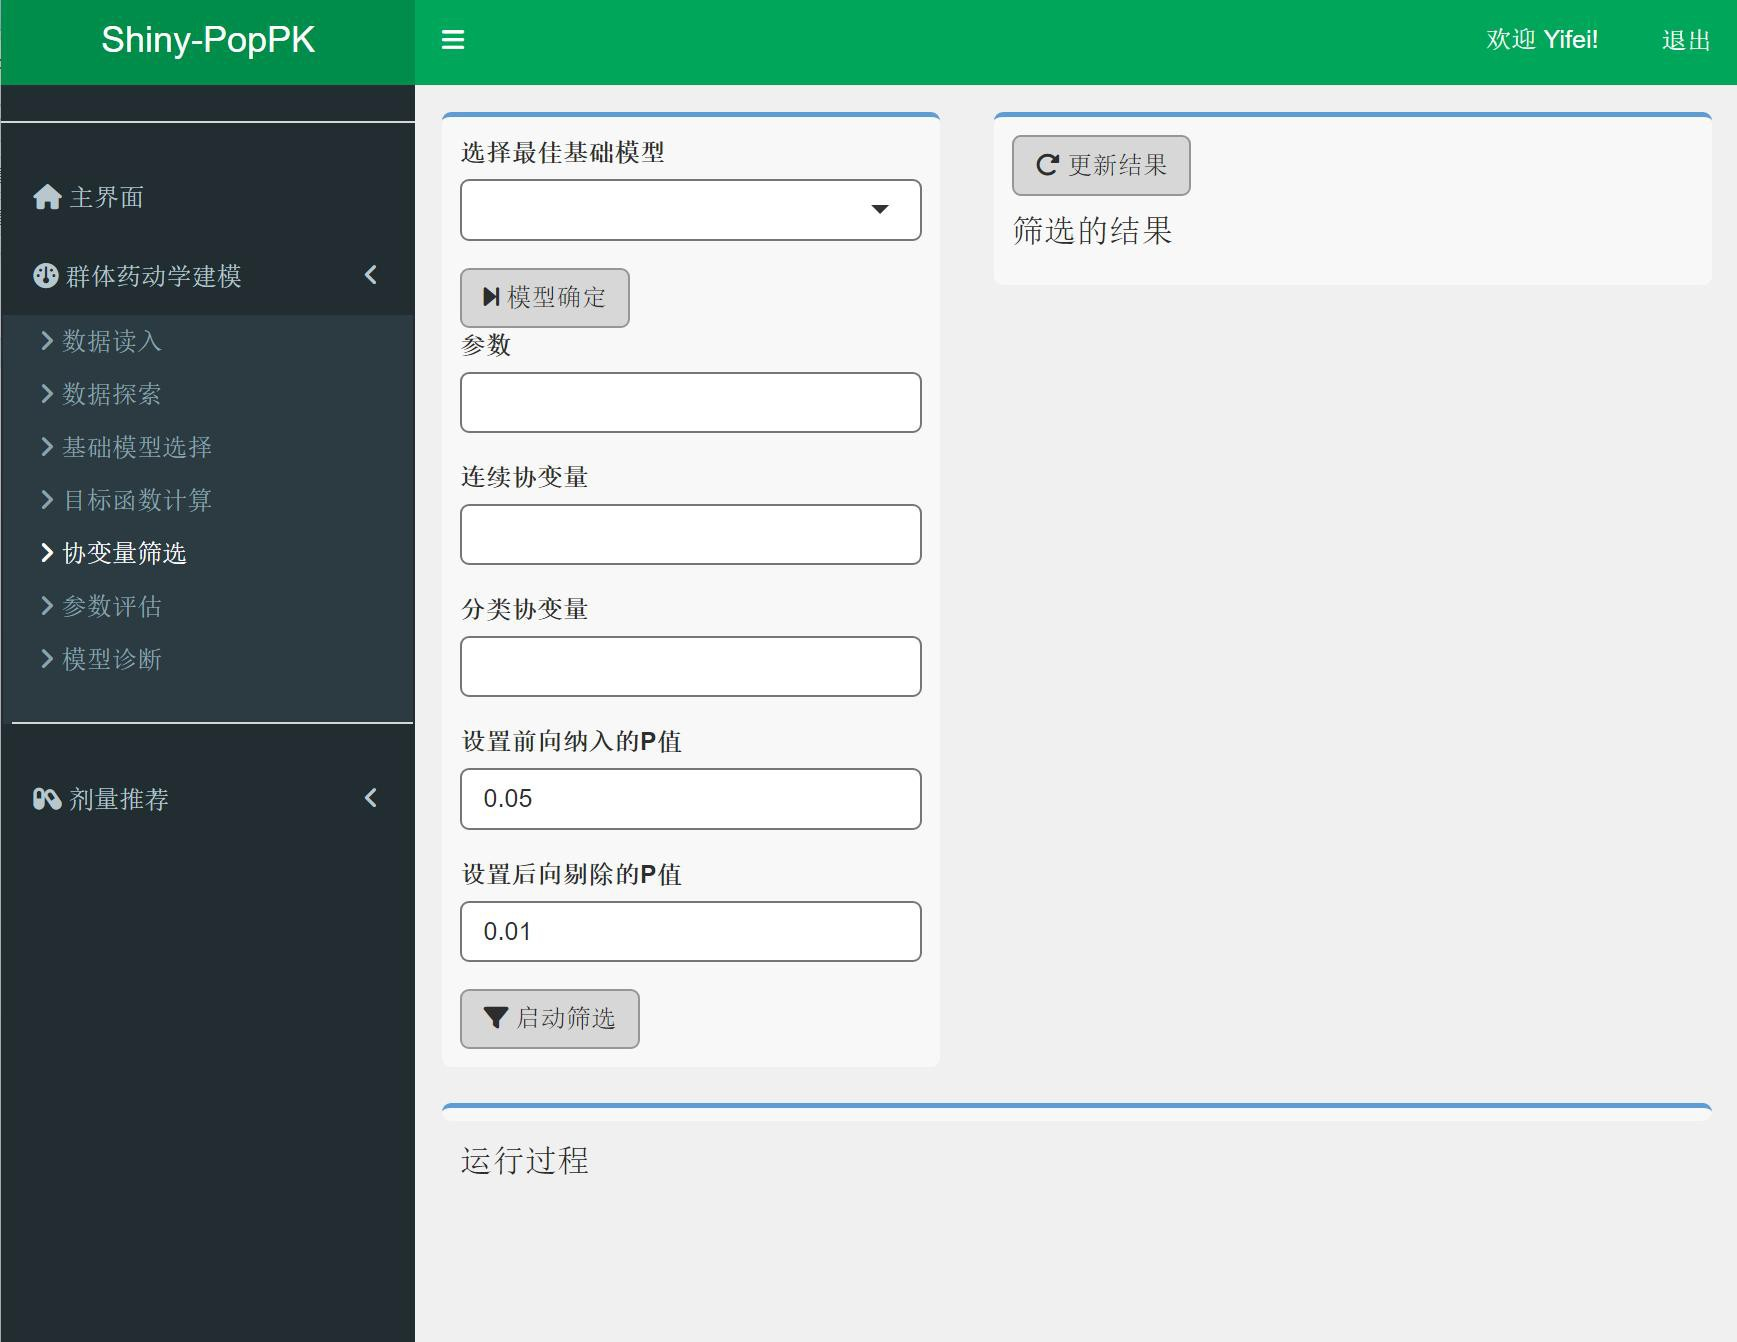 Shiny-PopPK
欢迎 Yifei!
退出
主界面
群体药动学建模
数据读入
数据探索
基础模型选择
目标函数计算
协变量筛选
参数评估
模型诊断
剂量推荐
选择最佳基础模型
模型确定
参数
连续协变量
分类协变量
设置前向纳入的P值
0.05
设置后向剔除的P值
0.01
启动筛选
更新结果
筛选的结果
运行过程